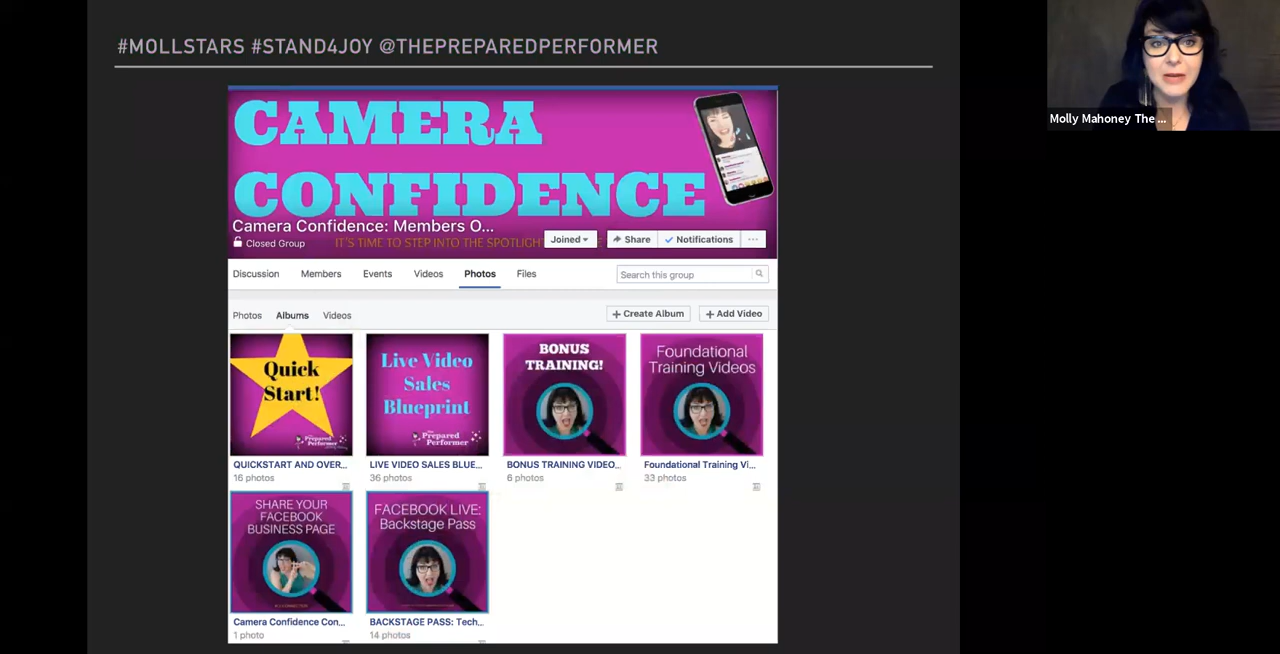 #MOLLSTARS #STAND4JOY @THEPREPAREDPERFORMER
Molly Mahoney The ...
CAMERA
CONFIDENCE
Camera Confidence: Members O...
Closed Group
IT'S TIME TO STEP INTO THE SPOTLIGHT
Joined
Share
Notifications
Discussion
Members
Events
Videos
Photos
Files
Search this group
Photos
Albums
Videos
+ Create Album
+ Add Video
Quick
Start!
The
Prepared
Performer
QUICKSTART AND OVER...
16 photos
Live Video
Sales
Blueprint
The
Prepared
Performer
LIVE VIDEO SALES BLUE...
36 photos
BONUS
TRAINING!
BONUS TRAINING VIDEO...
6 photos
Foundational
Training Videos
Foundational Training Vi...
33 photos
SHARE YOUR
FACEBOOK
BUSINESS PAGE
Camera Confidence Con...
1 photo
FACEBOOK LIVE:
Backstage Pass
BACKSTAGE PASS: Tech...
14 photos